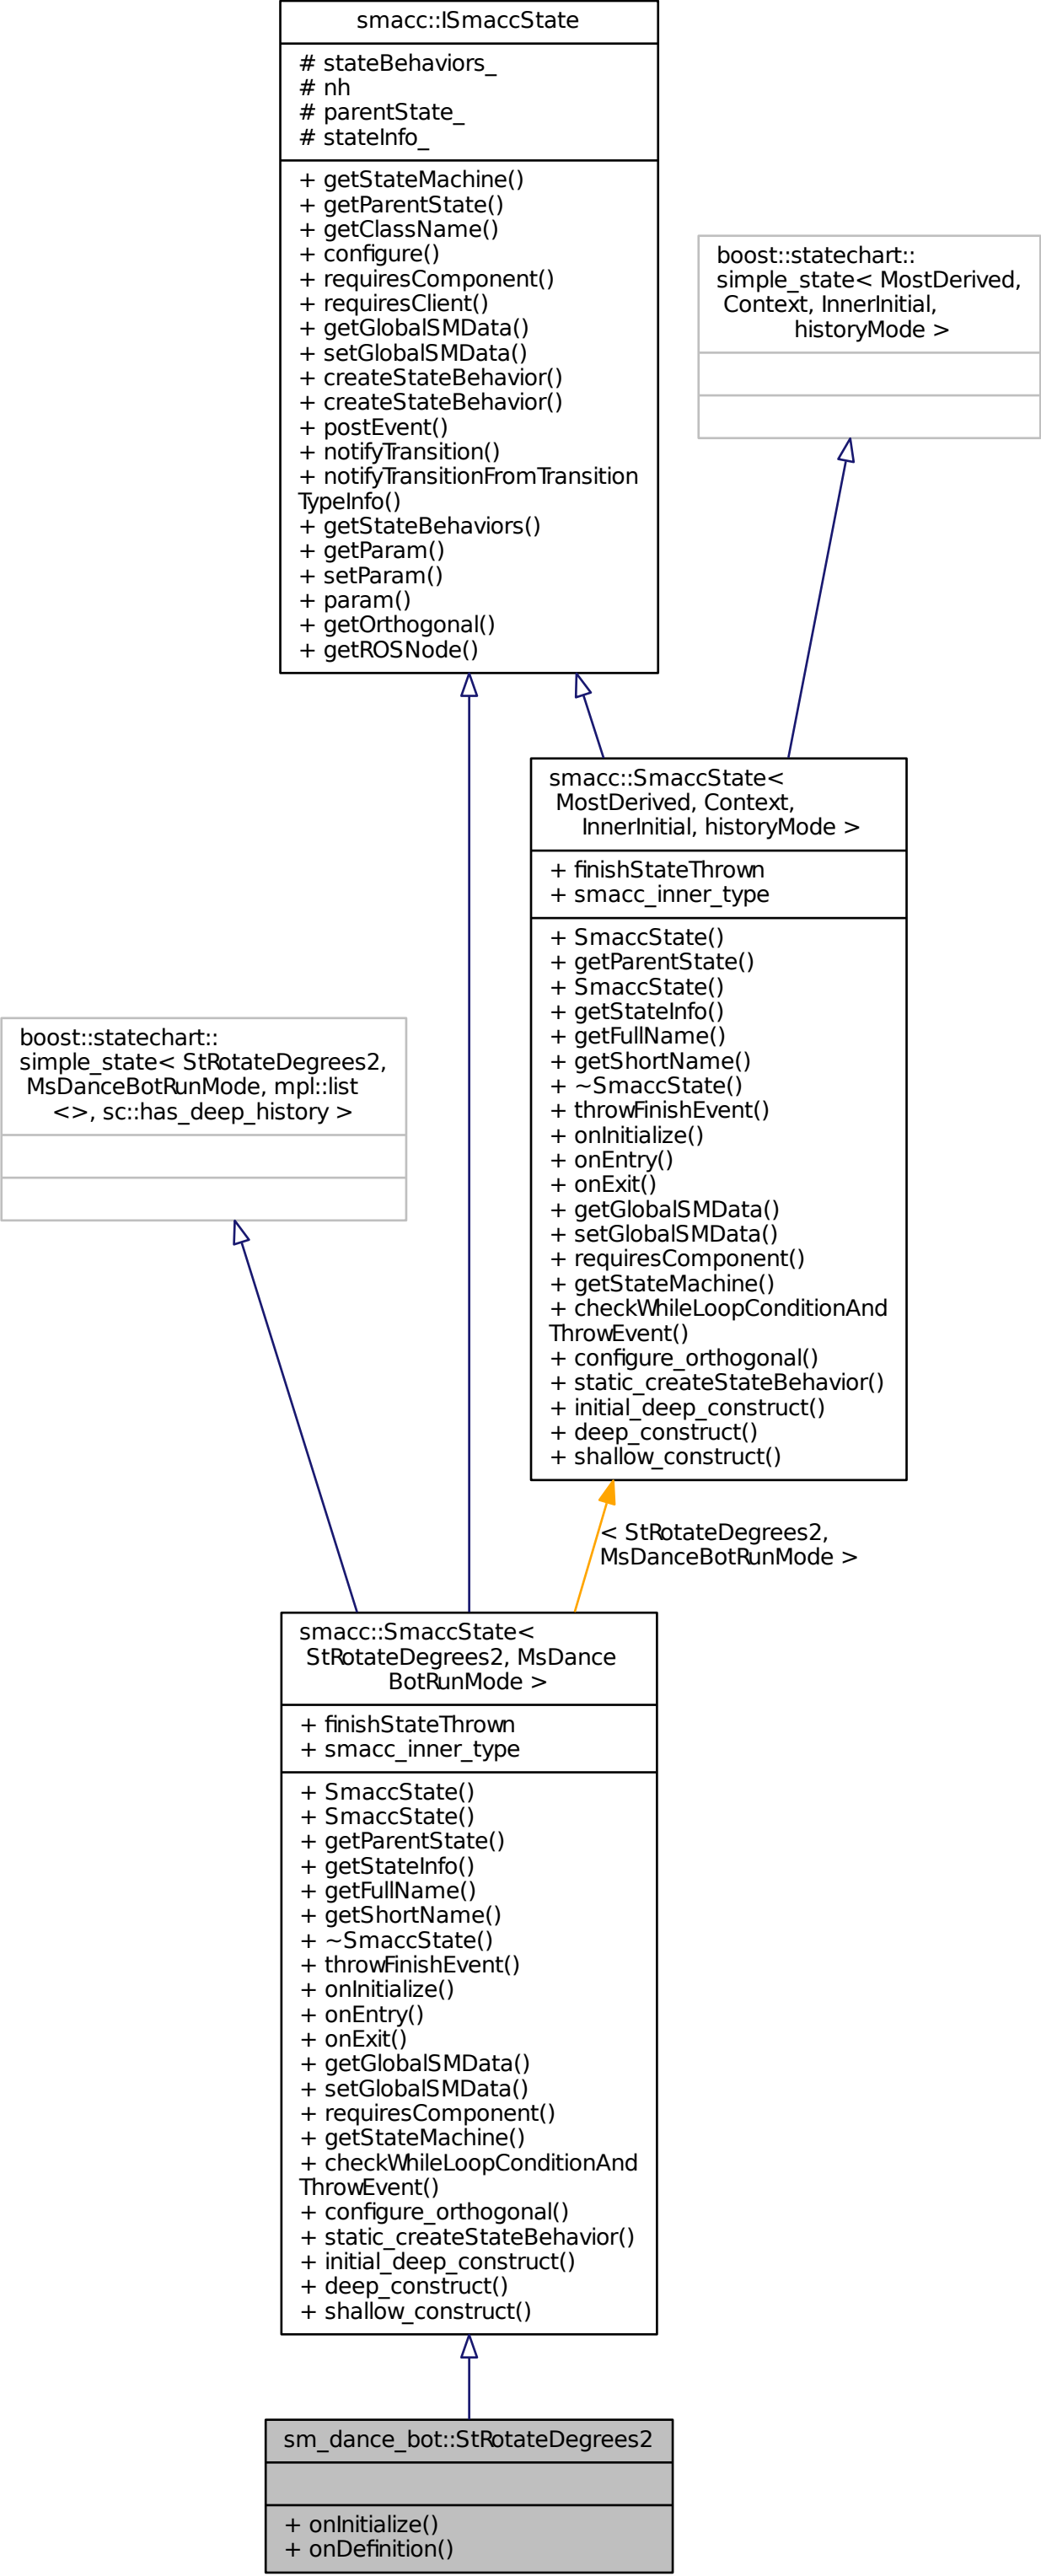 smacc::ISmaccState
# stateBehaviors_
# nh
# parentState_
# stateInfo_
+ getStateMachine()
+ getParentState()
+ getClassName()
+ configure()
+ requiresComponent()
+ requiresClient()
+ getGlobalSMData()
+ setGlobalSMData()
+ createStateBehavior()
+ createStateBehavior()
+ postEvent()
+ notifyTransition()
+ notifyTransitionFromTransition
TypeInfo()
+ getStateBehaviors()
+ getParam()
+ setParam()
+ param()
+ getOrthogonal()
+ getROSNode()
boost::statechart::
simple_state< MostDerived,
Context, InnerInitial,
historyMode >
smacc::SmaccState<
MostDerived, Context,
InnerInitial, historyMode >
+ finishStateThrown
+ smacc_inner_type
+ SmaccState()
+ getParentState()
+ SmaccState()
+ getStateInfo()
+ getFullName()
+ getShortName()
+ ~SmaccState()
+ throwFinishEvent()
+ onInitialize()
+ onEntry()
+ onExit()
+ getGlobalSMData()
+ setGlobalSMData()
+ requiresComponent()
+ getStateMachine()
+ checkWhileLoopConditionAnd
ThrowEvent()
+ configure_orthogonal()
+ static_createStateBehavior()
+ initial_deep_construct()
+ deep_construct()
+ shallow_construct()
boost::statechart::
simple_state< StRotateDegrees2,
MsDanceBotRunMode, mpl::list
<>, sc::has_deep_history >
< StRotateDegrees2,
MsDanceBotRunMode >
smacc::SmaccState<
StRotateDegrees2, MsDance
BotRunMode >
+ finishStateThrown
+ smacc_inner_type
+ SmaccState()
+ SmaccState()
+ getParentState()
+ getStateInfo()
+ getFullName()
+ getShortName()
+ ~SmaccState()
+ throwFinishEvent()
+ onInitialize()
+ onEntry()
+ onExit()
+ getGlobalSMData()
+ setGlobalSMData()
+ requiresComponent()
+ getStateMachine()
+ checkWhileLoopConditionAnd
ThrowEvent()
+ configure_orthogonal()
+ static_createStateBehavior()
+ initial_deep_construct()
+ deep_construct()
+ shallow_construct()
sm_dance_bot::StRotateDegrees2
+ onInitialize()
+ onDefinition()